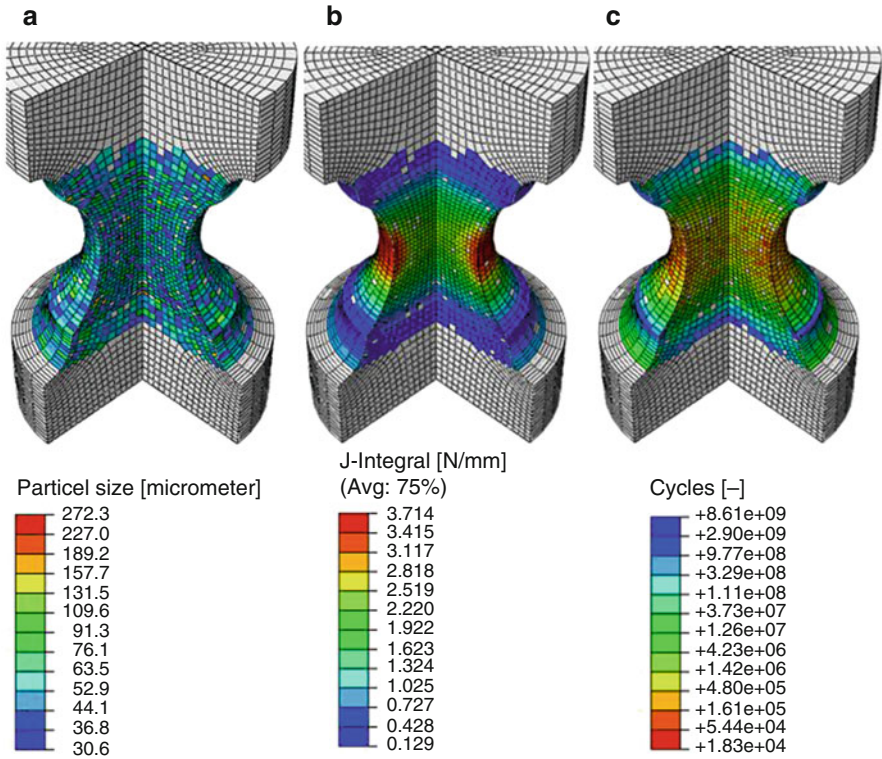 a
b
c
Particel size [micrometer]
272.3
227.0
189.2
157.7
131.5
109.6
91.3
76.1
63.5
52.9
44.1
36.8
30.6
J-Integral [N/mm]
(Avg: 75%)
3.714
3.415
3.117
2.818
2.519
2.220
1.922
1.623
1.324
1.025
0.727
0.428
0.129
Cycles [–]
+8.61e+09
+2.90e+09
+9.77e+08
+3.29e+08
+1.11e+08
+3.73e+07
+1.26e+07
+4.23e+06
+1.42e+06
+4.80e+05
+1.61e+05
+5.44e+04
+1.83e+04